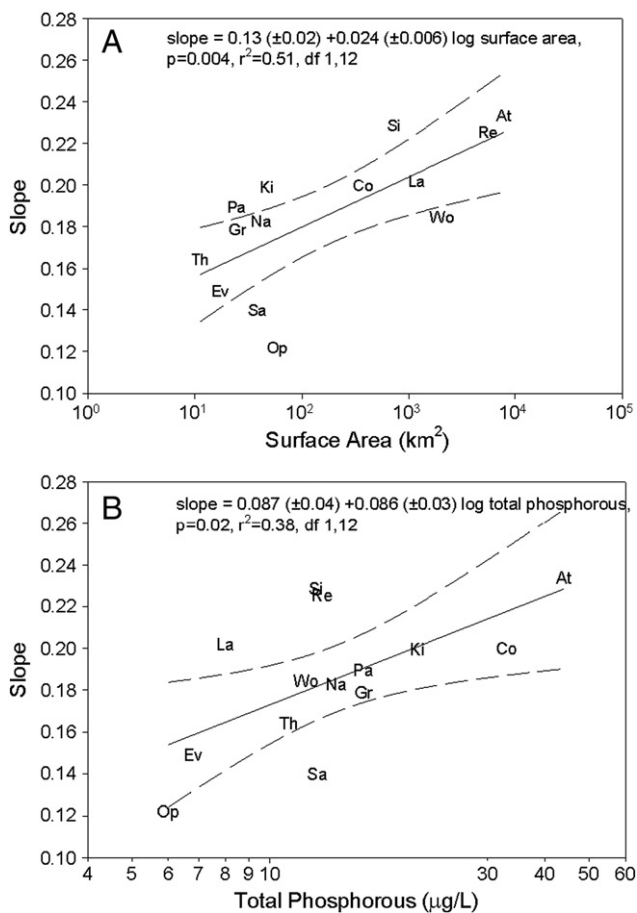 A
slope = 0.13 (±0.02) +0.024 (±0.006) log surface area,
p=0.004, r²=0.51, df 1,12
0.28
0.26
0.24
0.22
0.20
0.18
0.16
0.14
0.12
0.10
Slope
Si
At
Re
Ki
Co
La
Pa
Na
Gr
Wo
Th
Ev
Sa
Op
10⁰
10¹
10²
10³
10⁴
10⁵
Surface Area (km²)
B
slope = 0.087 (±0.04) +0.086 (±0.03) log total phosphorous,
p=0.02, r²=0.38, df 1,12
0.28
0.26
0.24
0.22
0.20
0.18
0.16
0.14
0.12
0.10
Slope
Si
Re
At
La
Ki
Co
Pa
Wo
Na
Gr
Th
Ev
Sa
Op
4
5
6
7
8
9
10
30
40
50
60
Total Phosphorous (µg/L)